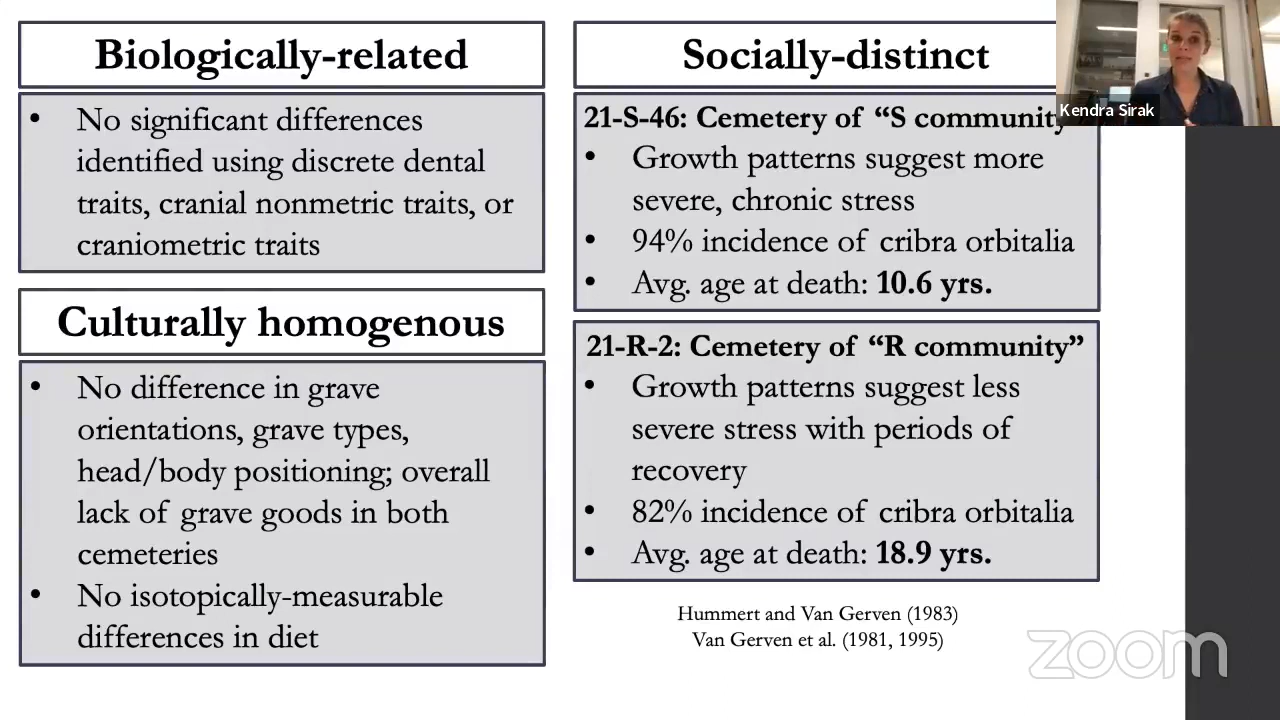 Biologically-related
• No significant differences
identified using discrete dental
traits, cranial nonmetric traits, or
craniometric traits
Culturally homogenous
• No difference in grave
orientations, grave types,
head/body positioning; overall
lack of grave goods in both
cemeteries
• No isotopically-measurable
differences in diet
Socially-distinct
21-S-46: Cemetery of “S community
• Growth patterns suggest more
severe, chronic stress
• 94% incidence of cribra orbitalia
• Avg. age at death: 10.6 yrs.
21-R-2: Cemetery of “R community”
• Growth patterns suggest less
severe stress with periods of
recovery
• 82% incidence of cribra orbitalia
• Avg. age at death: 18.9 yrs.
Hummert and Van Gerven (1983)
Van Gerven et al. (1981, 1995)
Kendra Sirak
zoom